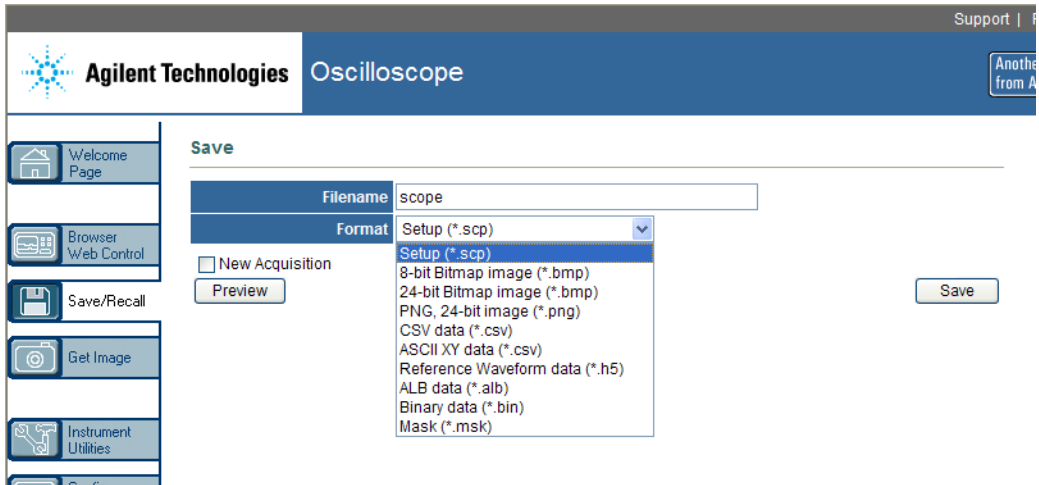 Support |
Agilent Technologies
Oscilloscope
from A
Welcome
Page
Browser
Web Control
Save/Recall
Get Image
Instrument
Utilities
Save
Filename scope
Format Setup (*.scp)
Setup (*.scp)
8-bit Bitmap image (*.bmp)
24-bit Bitmap image (*.bmp)
PNG, 24-bit image (*.png)
CSV data (*.csv)
ASCII XY data (*.csv)
Reference Waveform data (*.h5)
ALB data (*.alb)
Binary data (*.bin)
Mask (*.msk)
New Acquisition
Preview
Save